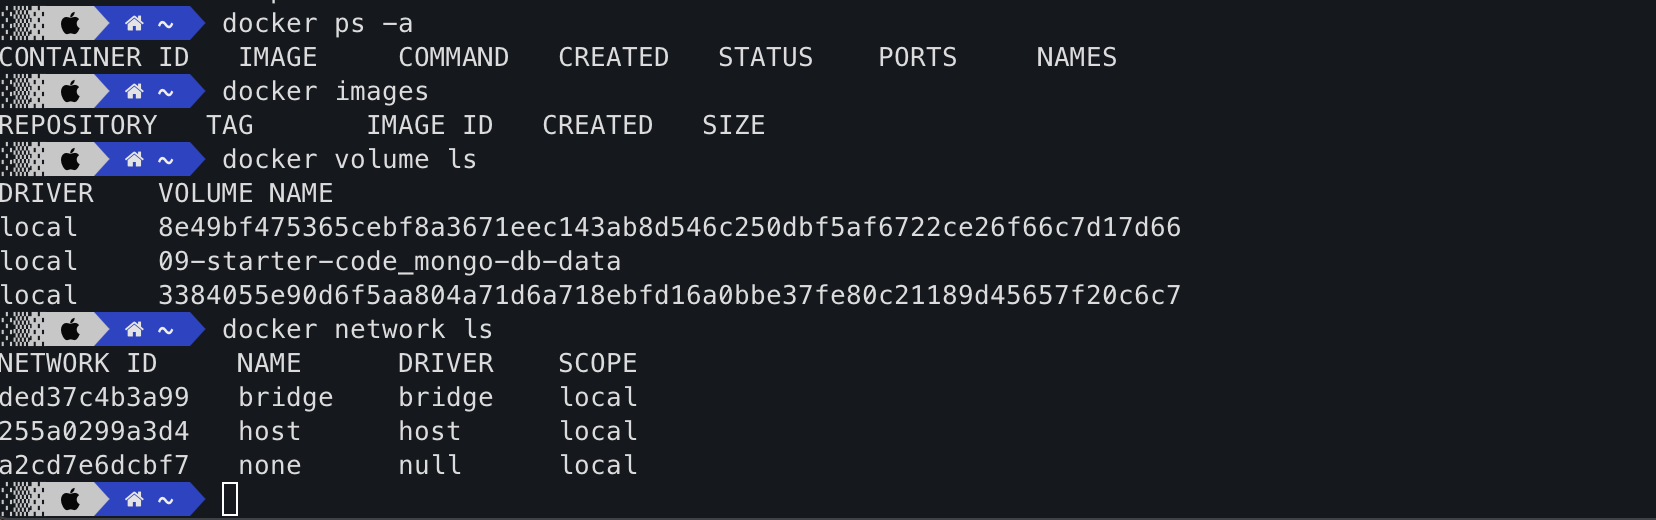 ~ docker ps -a
CONTAINER ID   IMAGE     COMMAND   CREATED   STATUS    PORTS     NAMES
~ docker images
REPOSITORY   TAG       IMAGE ID   CREATED   SIZE
~ docker volume ls
DRIVER    VOLUME NAME
local     8e49bf475365cebf8a3671eec143ab8d546c250dbf5af6722ce26f66c7d17d66
local     09-starter-code_mongo-db-data
local     3384055e90d6f5aa804a71d6a718ebfd16a0bbe37fe80c21189d45657f20c6c7
~ docker network ls
NETWORK ID     NAME      DRIVER    SCOPE
ded37c4b3a99   bridge    bridge    local
255a0299a3d4   host      host      local
a2cd7e6dcbf7   none      null      local
~